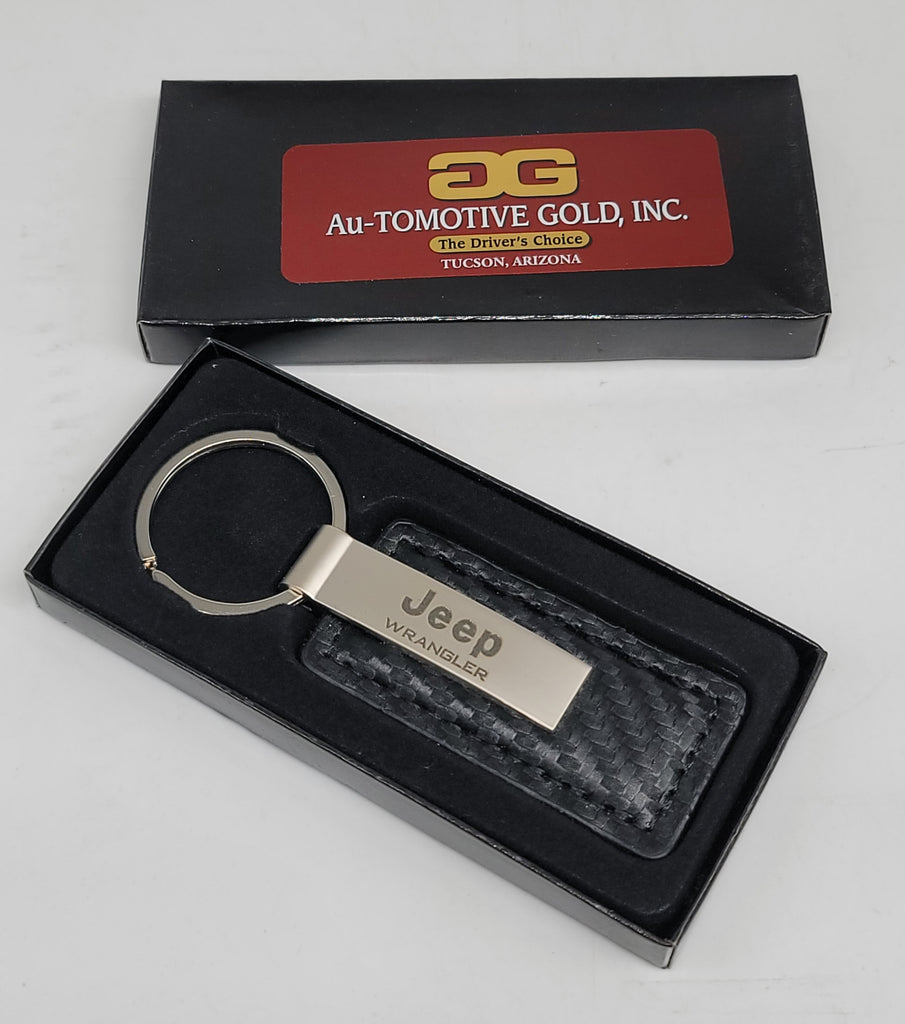 GG
Au-TOMOTIVE GOLD, INC.
The Driver's Choice
TUCSON, ARIZONA
Jeep
WRANGLER